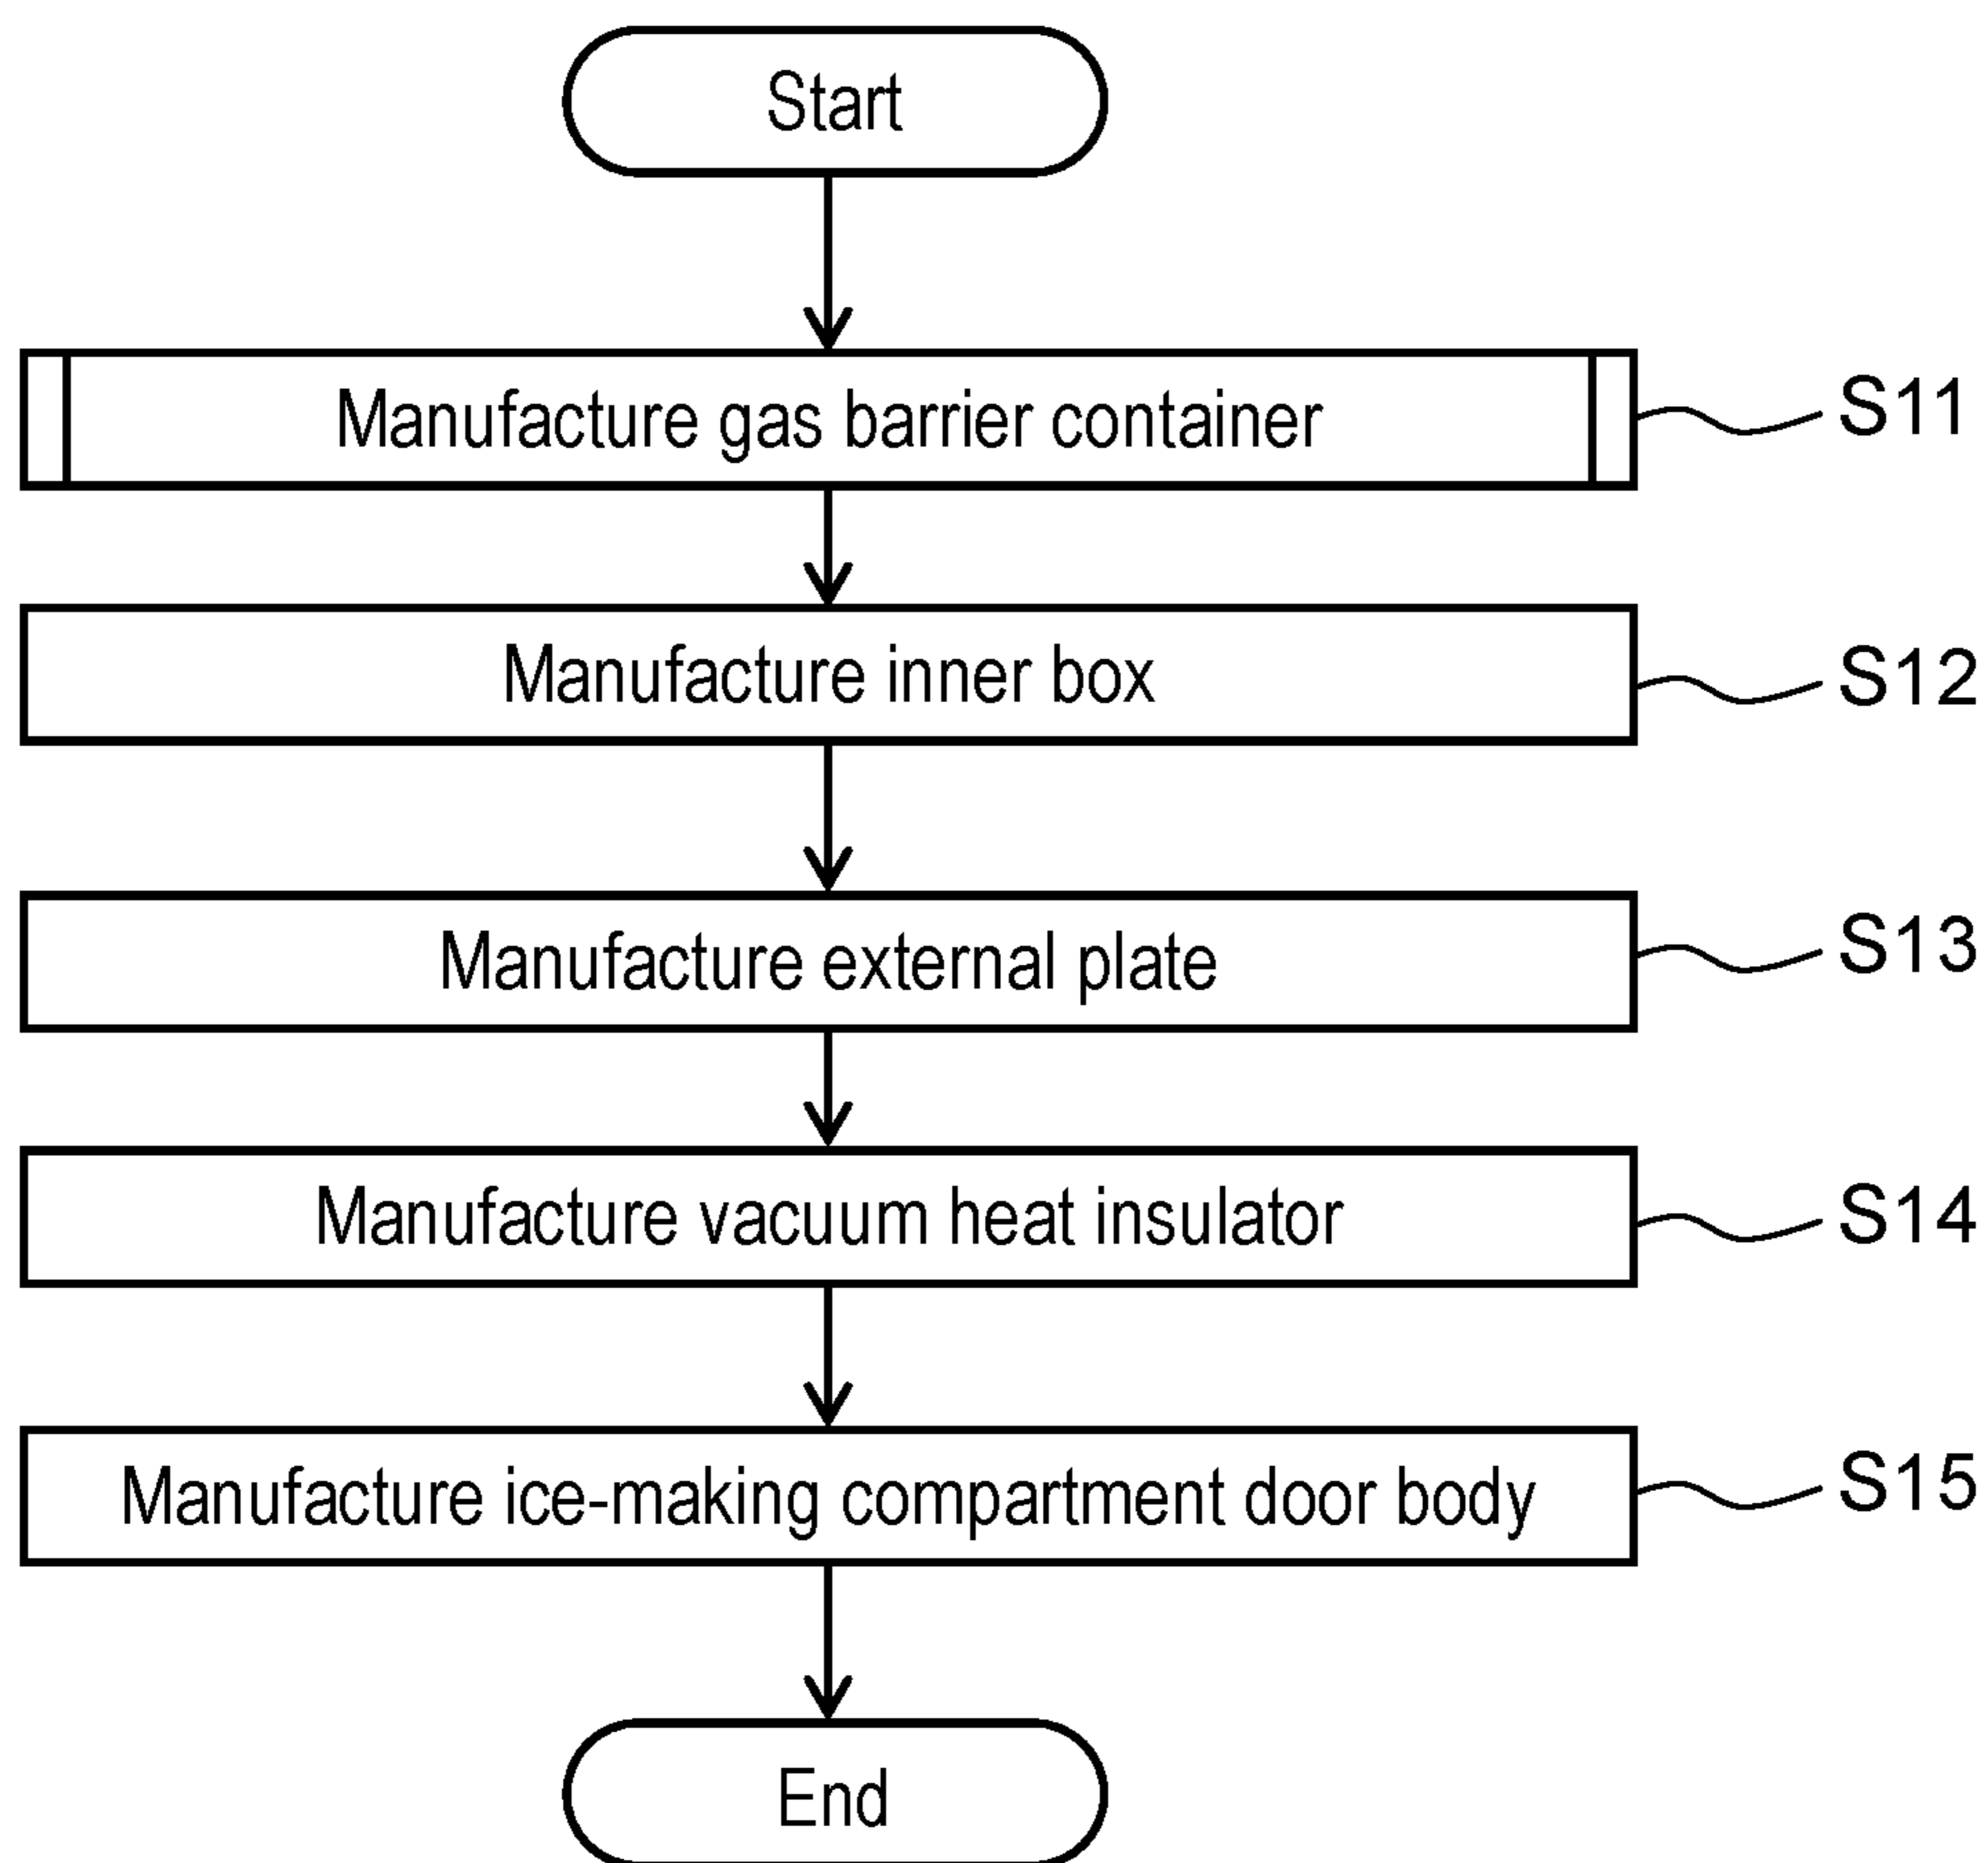 Start
Manufacture gas barrier container
S11
Manufacture inner box
S12
Manufacture external plate
S13
Manufacture vacuum heat insulator
S14
Manufacture ice-making compartment door body
S15
End